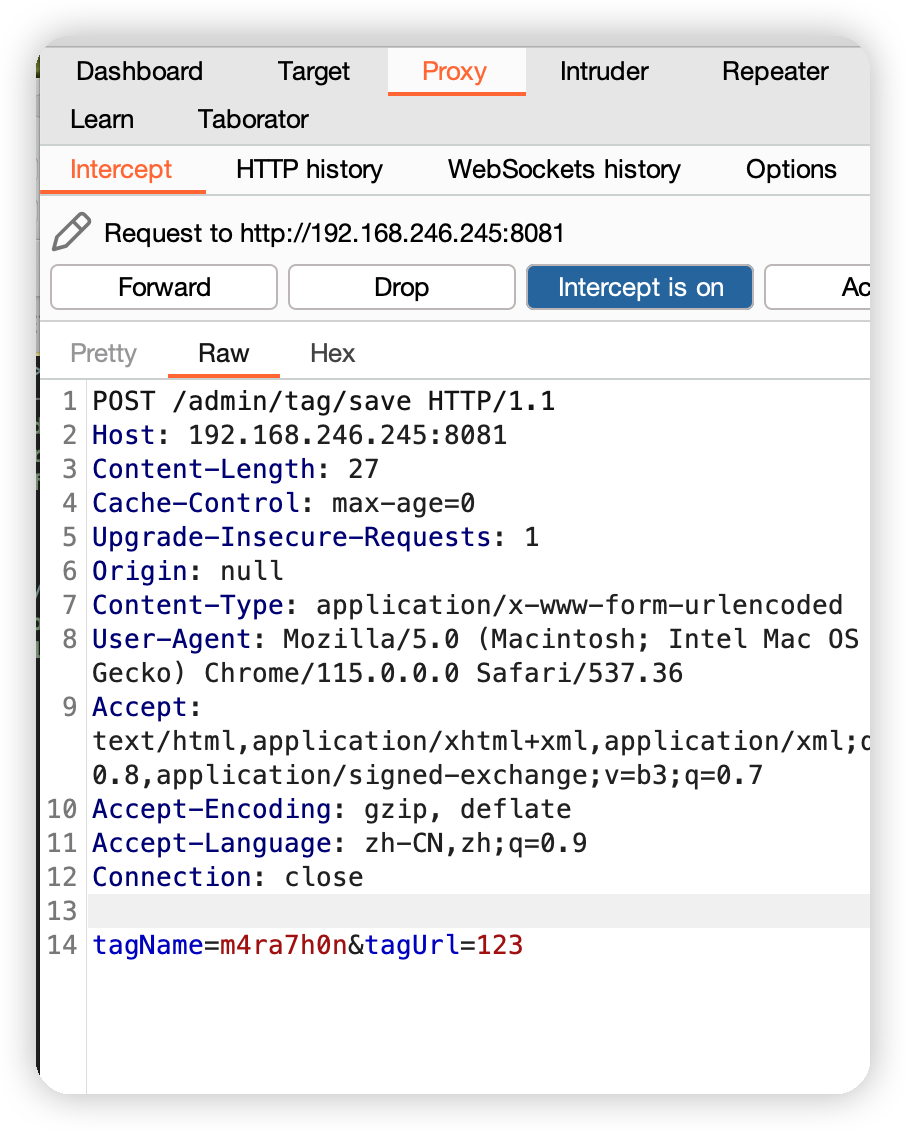 Dashboard Target Proxy Intruder Repeater
Learn Taborator
Intercept HTTP history WebSockets history Options
Request to http://192.168.246.245:8081
Forward Drop Intercept is on Ac
Pretty Raw Hex
1 POST /admin/tag/save HTTP/1.1
2 Host: 192.168.246.245:8081
3 Content-Length: 27
4 Cache-Control: max-age=0
5 Upgrade-Insecure-Requests: 1
6 Origin: null
7 Content-Type: application/x-www-form-urlencoded
8 User-Agent: Mozilla/5.0 (Macintosh; Intel Mac OS
Gecko) Chrome/115.0.0.0 Safari/537.36
9 Accept:
text/html,application/xhtml+xml,application/xml;q
0.8,application/signed-exchange;v=b3;q=0.7
10 Accept-Encoding: gzip, deflate
11 Accept-Language: zh-CN,zh;q=0.9
12 Connection: close
13
14 tagName=m4ra7h0n&tagUrl=123